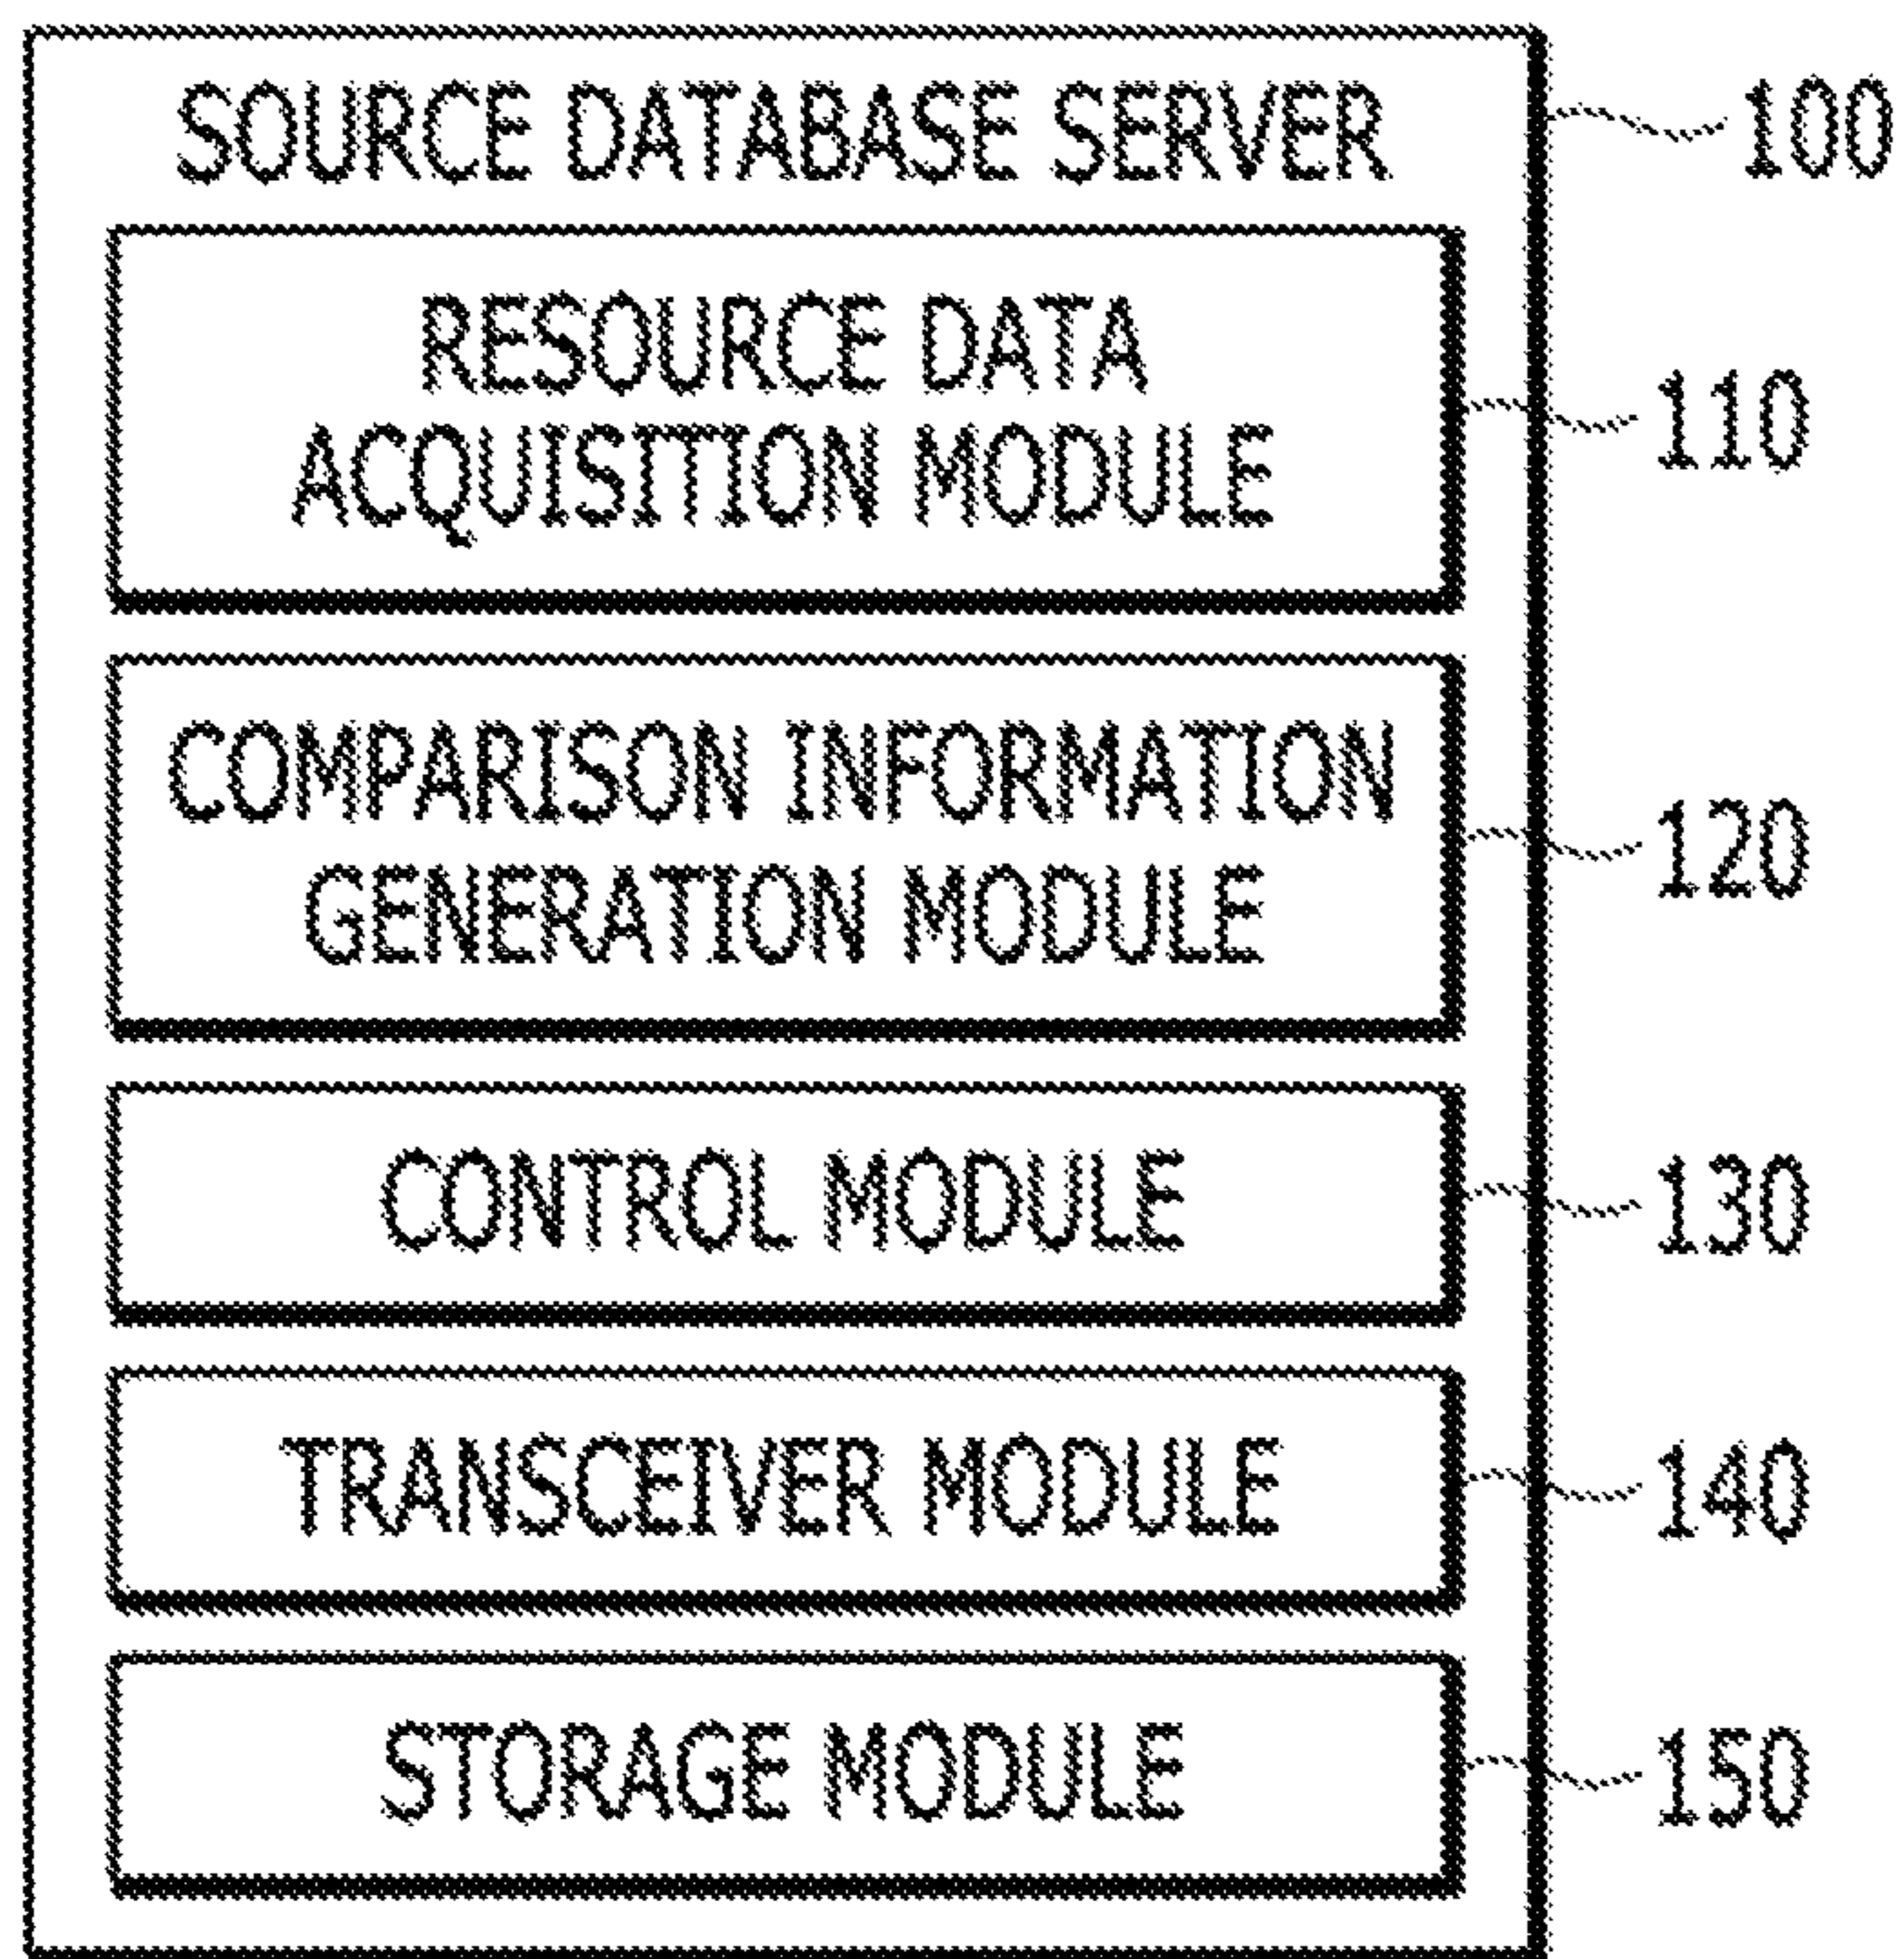 SOURCE DATABASE SERVER
100
RESOURCE DATA
ACQUISITION MODULE
110
COMPARISON INFORMATION
GENERATION MODULE
120
CONTROL MODULE
130
TRANSCEIVER MODULE
140
STORAGE MODULE
150